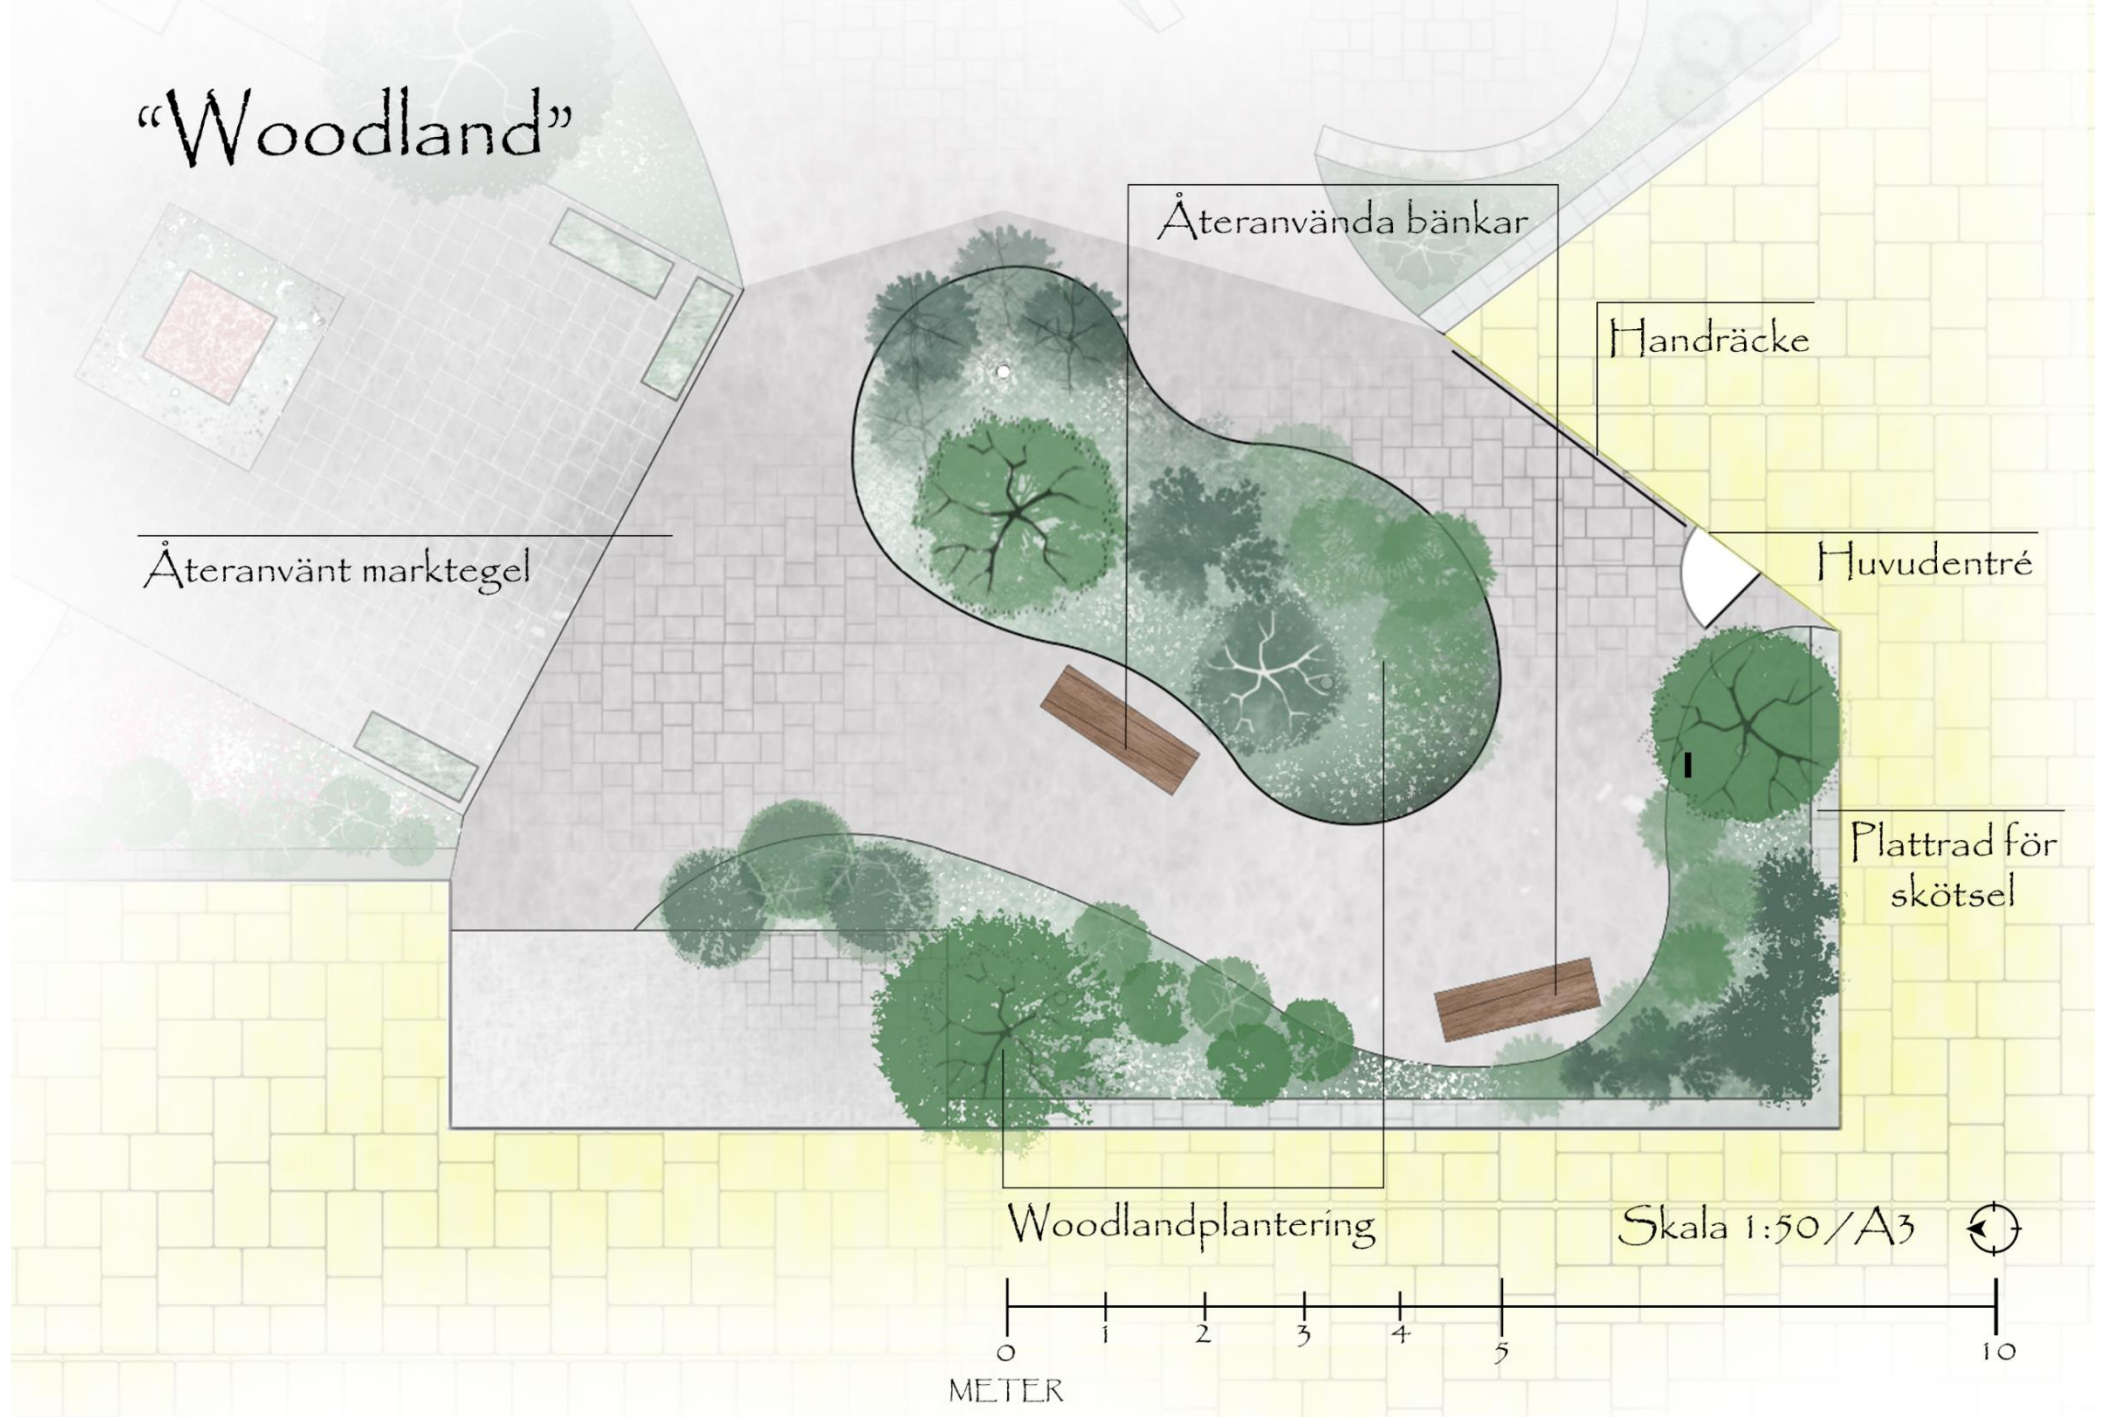 “Woodland”
Återanvända bänkar
Handräcke
Återanvänt marktegel
Huvudentré
Plattrad för
skötsel
Woodlandplantering
Skala 1:50/A3
0 1 2 3 4 5 10
METER